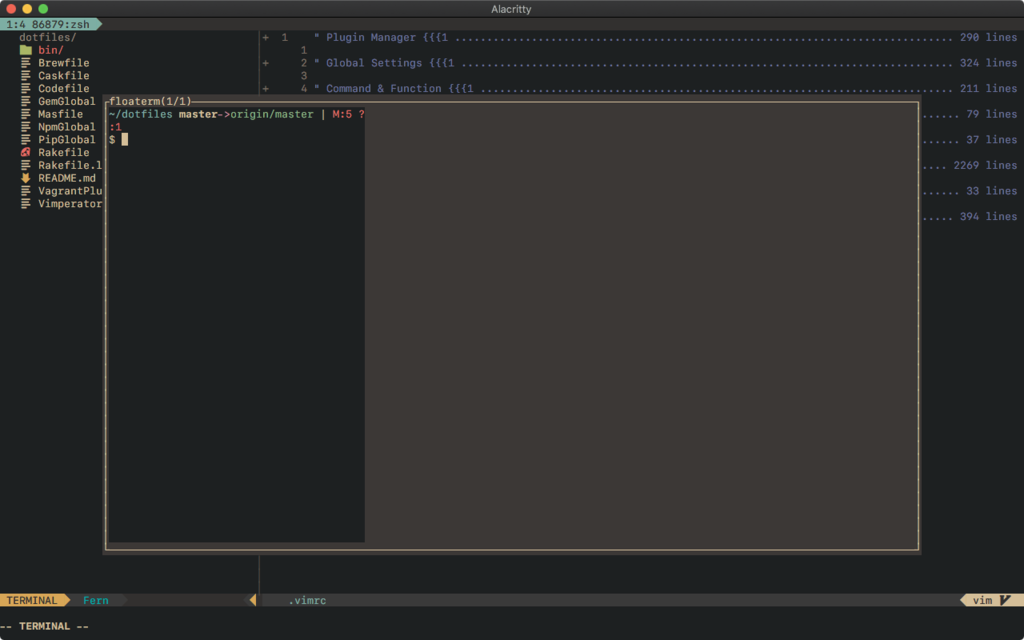 Alacritty
1:4 86879:zsh
dotfiles/
bin/
Brewfile
Caskfile
Codefile
GemGlobal
Masfile
NpmGlobal
PipGlobal
Rakefile
Rakefile.l
README.md
VagrantPlu
Vimperator
+ 1 " Plugin Manager {{{1 .............................................................................. 290 lines
1
+ 2 " Global Settings {{{1 ............................................................................. 324 lines
3
+ 4 " Command & Function {{{1 .......................................................................... 211 lines
...... 79 lines
...... 37 lines
.... 2269 lines
...... 33 lines
..... 394 lines
floaterm(1/1)
~/dotfiles master->origin/master | M:5 ?
:1
$
TERMINAL Fern .vimrc vim
-- TERMINAL --